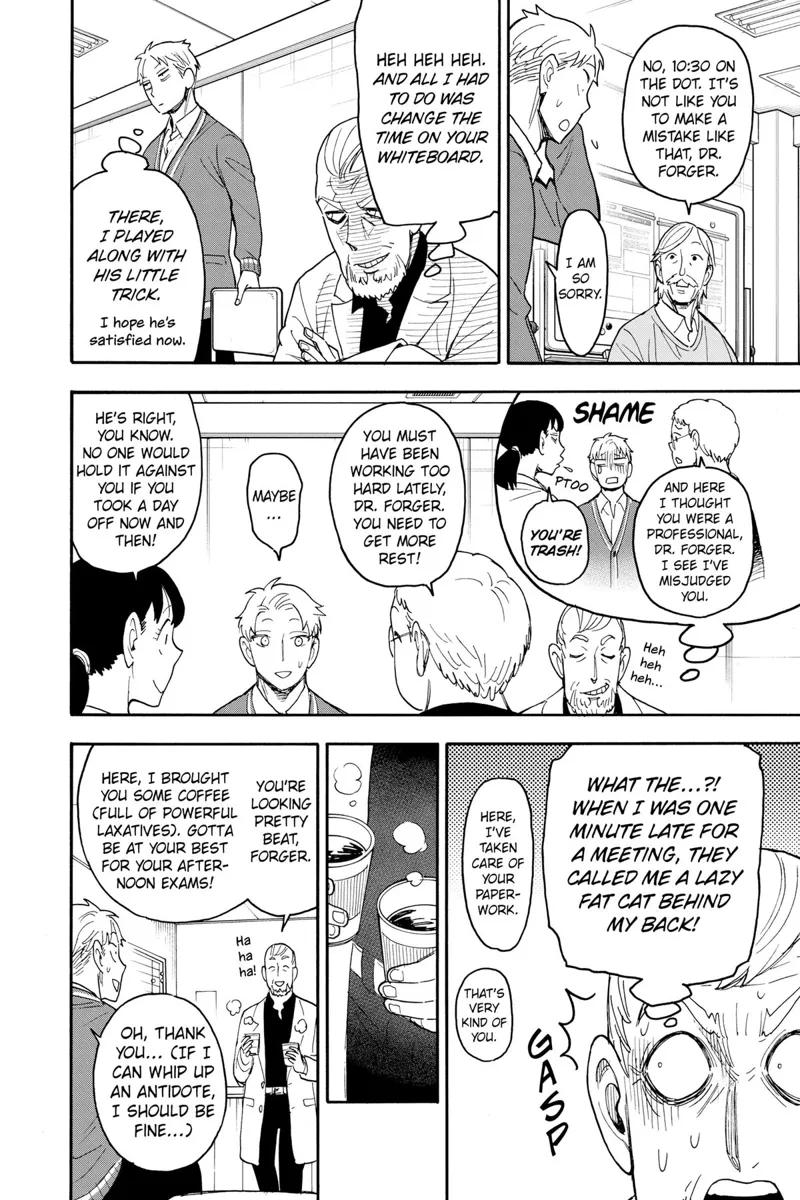 NO, 10:30 ON
THE DOT. IT'S
NOT LIKE YOU
TO MAKE A
MISTAKE LIKE
THAT, DR.
FORGER.
I AM
SO
SORRY.
HEH HEH HEH.
AND ALL I HAD
TO DO WAS
CHANGE THE
TIME ON YOUR
WHITEBOARD.
THERE,
I PLAYED
ALONG WITH
HIS LITTLE
TRICK.
I hope he's
satisfied now.
SHAME
PTOO
YOU'RE
TRASH!
AND HERE
I THOUGHT
YOU WERE A
PROFESSIONAL,
DR. FORGER.
I SEE I'VE
MISJUDGED
YOU.
Heh
heh
heh...
YOU MUST
HAVE BEEN
WORKING TOO
HARD LATELY,
DR. FORGER.
YOU NEED TO
GET MORE
REST!
MAYBE
...
HE'S RIGHT,
YOU KNOW.
NO ONE WOULD
HOLD IT AGAINST
YOU IF YOU
TOOK A DAY
OFF NOW AND
THEN!
WHAT THE...?!
WHEN I WAS ONE
MINUTE LATE FOR
A MEETING, THEY
CALLED ME A LAZY
FAT CAT BEHIND
MY BACK!
GASP
HERE,
I'VE
TAKEN
CARE OF
YOUR
PAPER-
WORK.
THAT'S
VERY
KIND OF
YOU.
YOU'RE
LOOKING
PRETTY
BEAT,
FORGER.
HERE, I BROUGHT
YOU SOME COFFEE
(FULL OF POWERFUL
LAXATIVES). GOTTA
BE AT YOUR BEST
FOR YOUR AFTER-
NOON EXAMS!
Ha
ha
ha!
OH, THANK
YOU... (IF I
CAN WHIP UP
AN ANTIDOTE,
I SHOULD BE
FINE...)